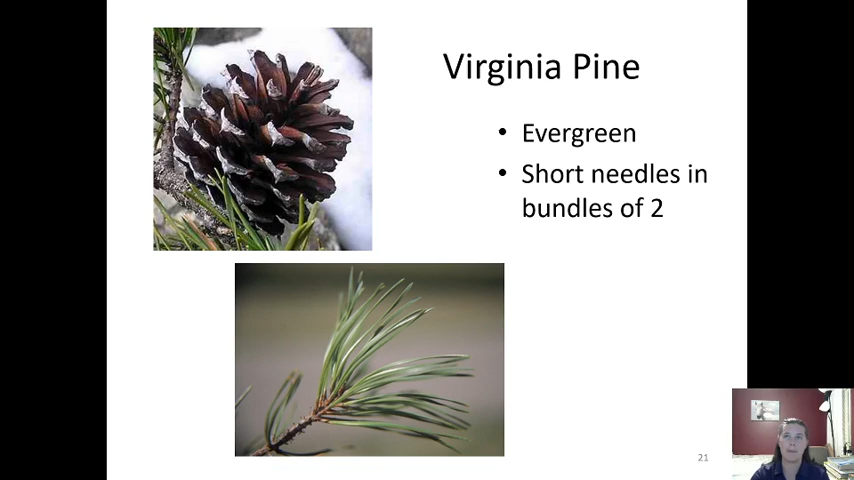 Virginia Pine
• Evergreen
• Short needles in
bundles of 2
21